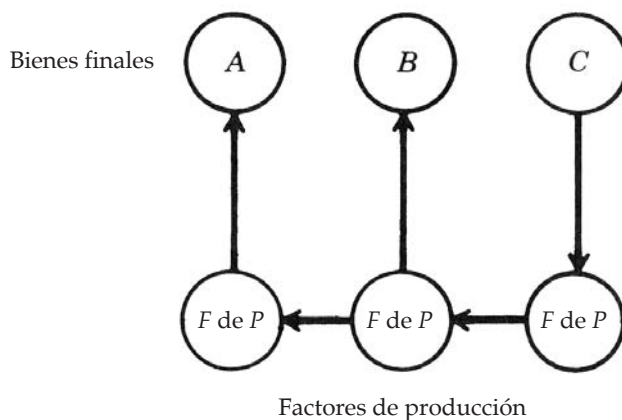 Bienes finales
A
B
C
F de P
F de P
F de P
Factores de producción